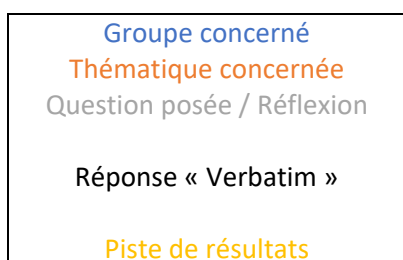 Groupe concerné
Thématique concernée
Question posée / Réflexion
Réponse « Verbatim »
Piste de résultats